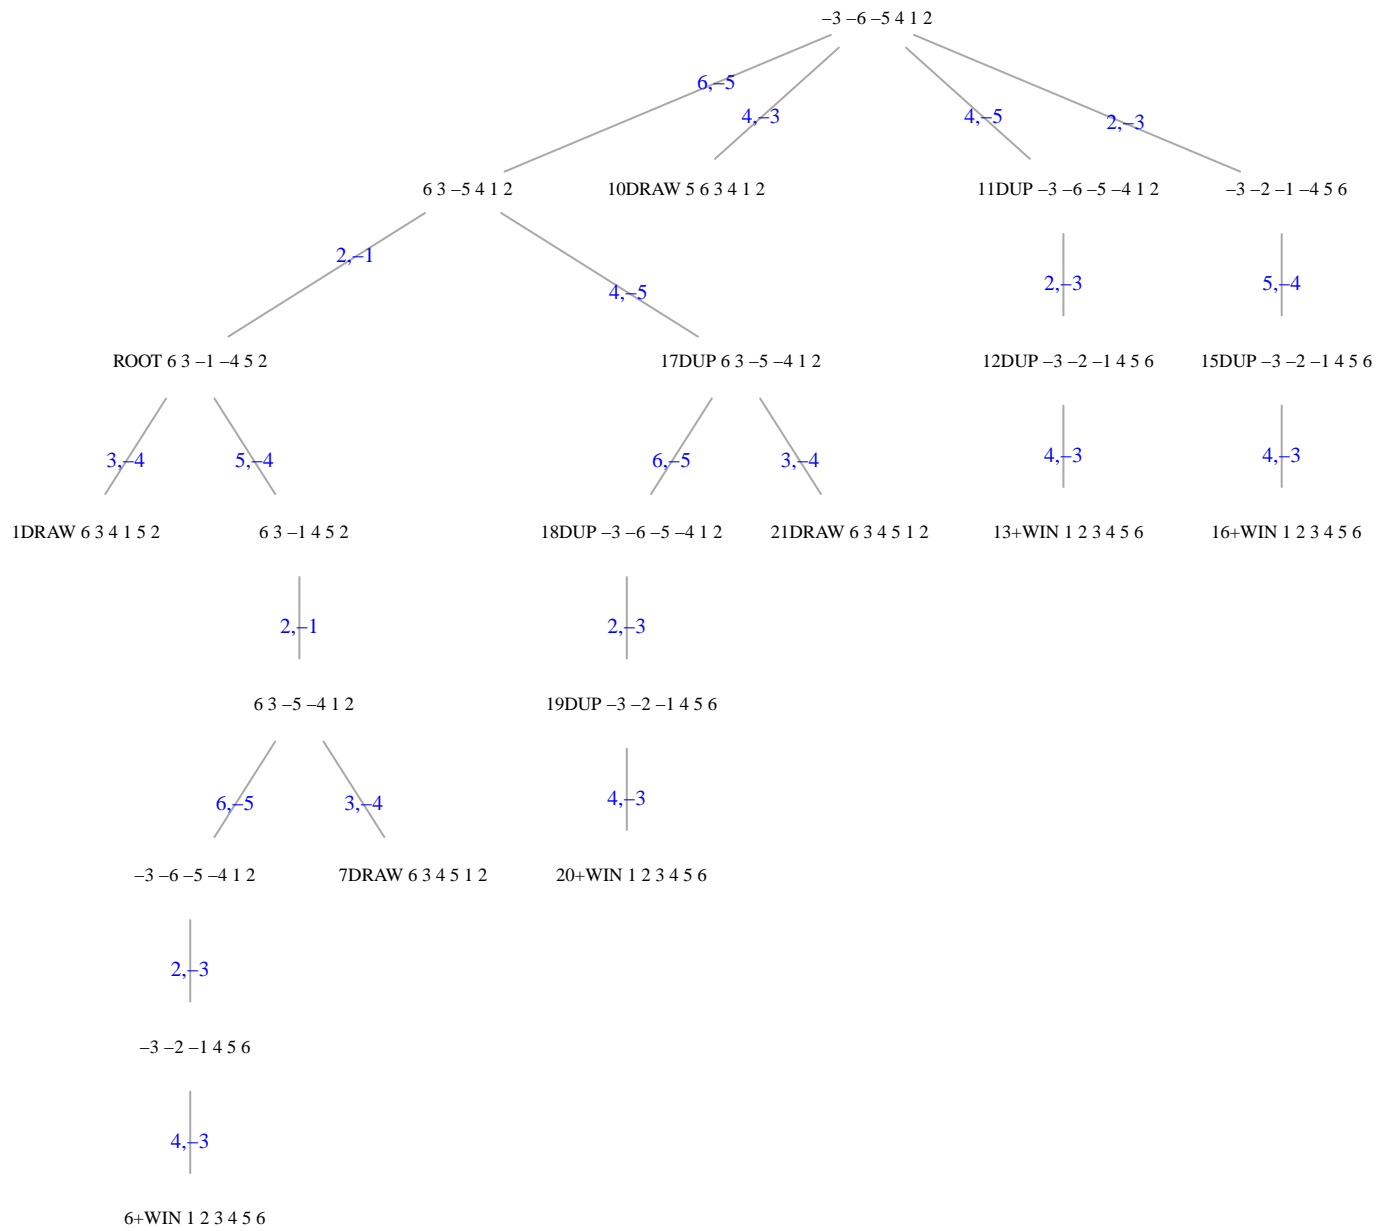 –3 –6 –5 4 1 2
6,–5
4,–3
4,–5
2,–3
6 3 –5 4 1 2
10DRAW 5 6 3 4 1 2
11DUP –3 –6 –5 –4 1 2
–3 –2 –1 –4 5 6
2,–1
4,–5
2,–3
5,–4
ROOT 6 3 –1 –4 5 2
17DUP 6 3 –5 –4 1 2
12DUP –3 –2 –1 4 5 6
15DUP –3 –2 –1 4 5 6
3,–4
5,–4
6,–5
3,–4
4,–3
4,–3
1DRAW 6 3 4 1 5 2
6 3 –1 4 5 2
18DUP –3 –6 –5 –4 1 2
21DRAW 6 3 4 5 1 2
13+WIN 1 2 3 4 5 6
16+WIN 1 2 3 4 5 6
2,–1
2,–3
6 3 –5 –4 1 2
19DUP –3 –2 –1 4 5 6
6,–5
3,–4
4,–3
–3 –6 –5 –4 1 2
7DRAW 6 3 4 5 1 2
20+WIN 1 2 3 4 5 6
2,–3
–3 –2 –1 4 5 6
4,–3
6+WIN 1 2 3 4 5 6